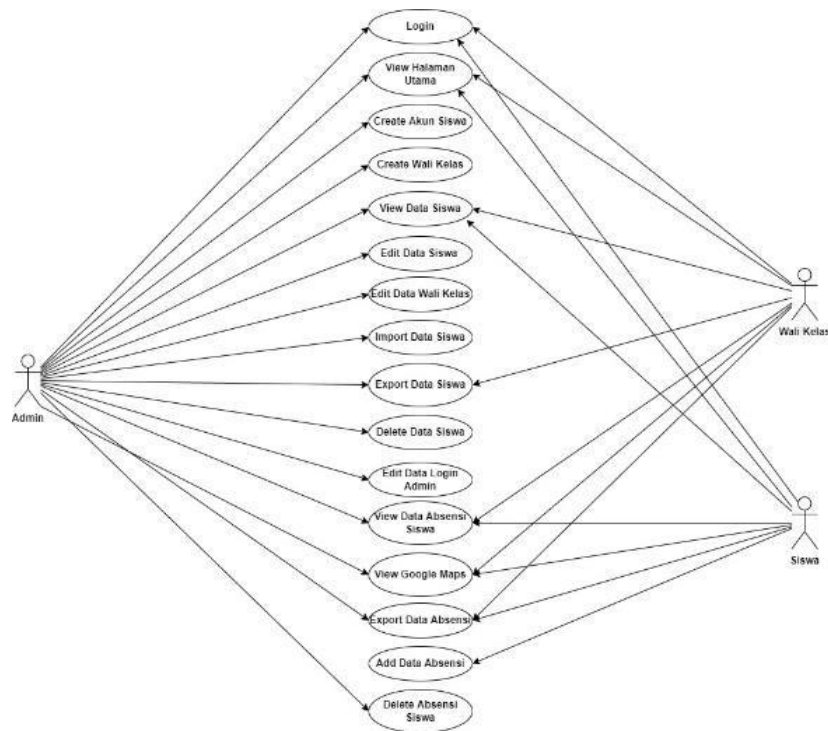 Login
View Halaman
Utama
Create Akun Siswa
Create Wali Kelas
View Data Siswa
Edit Data Siswa
Edit Data Wali Kelas
Import Data Siswa
Export Data Siswa
Delete Data Siswa
Edit Data Login
Admin
View Data Absensi
Siswa
View Google Maps
Export Data Absensi
Add Data Absensi
Delete Absensi
Siswa
Admin
Wali Kelas
Siswa